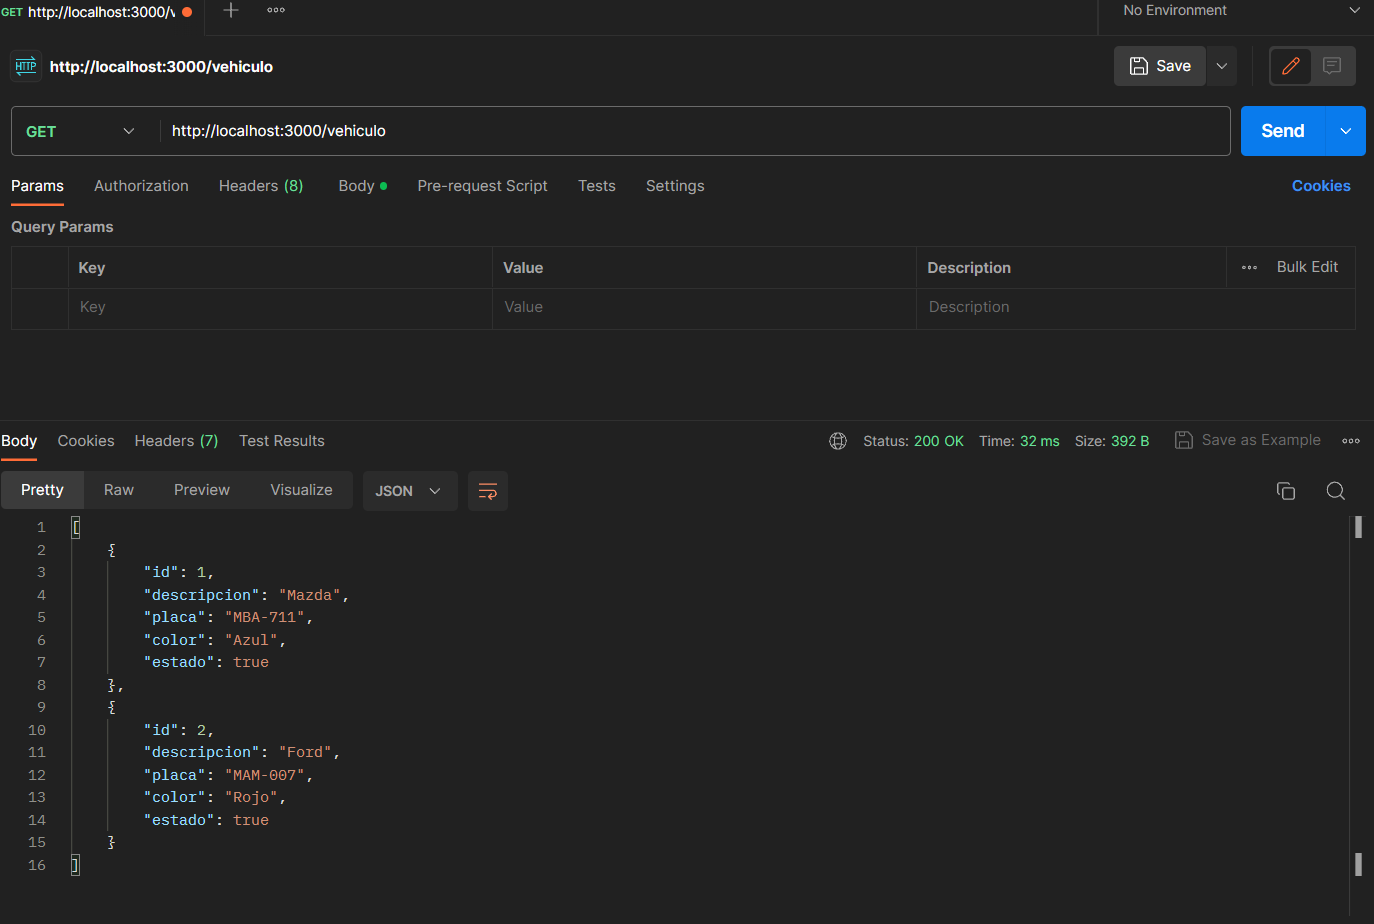 GET http://localhost:3000/v
No Environment
HTTP http://localhost:3000/vehiculo
Save
GET http://localhost:3000/vehiculo
Send
Params Authorization Headers (8) Body Pre-request Script Tests Settings Cookies
Query Params
Key Value Description Bulk Edit
Key Value Description
Body Cookies Headers (7) Test Results Status: 200 OK Time: 32 ms Size: 392 B Save as Example
Pretty Raw Preview Visualize JSON
1 [
2 {
3 "id": 1,
4 "descripcion": "Mazda",
5 "placa": "MBA-711",
6 "color": "Azul",
7 "estado": true
8 },
9 {
10 "id": 2,
11 "descripcion": "Ford",
12 "placa": "MAM-007",
13 "color": "Rojo",
14 "estado": true
15 }
16 ]